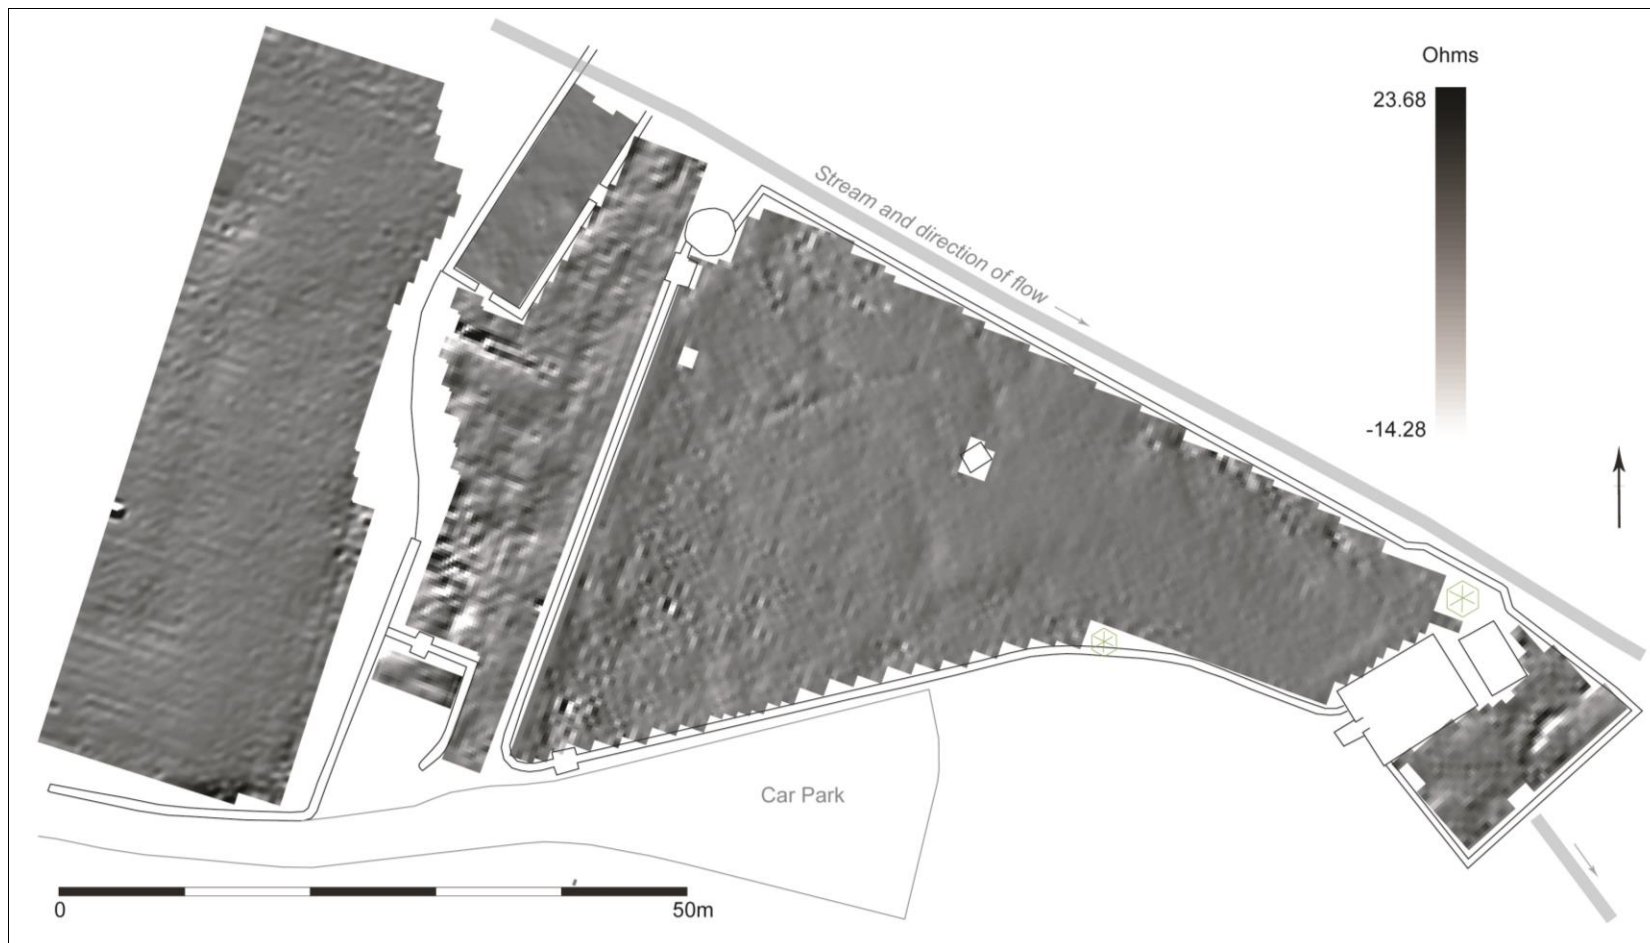 Ohms
23.68
-14.28
Stream and direction of flow
Car Park
0
50m